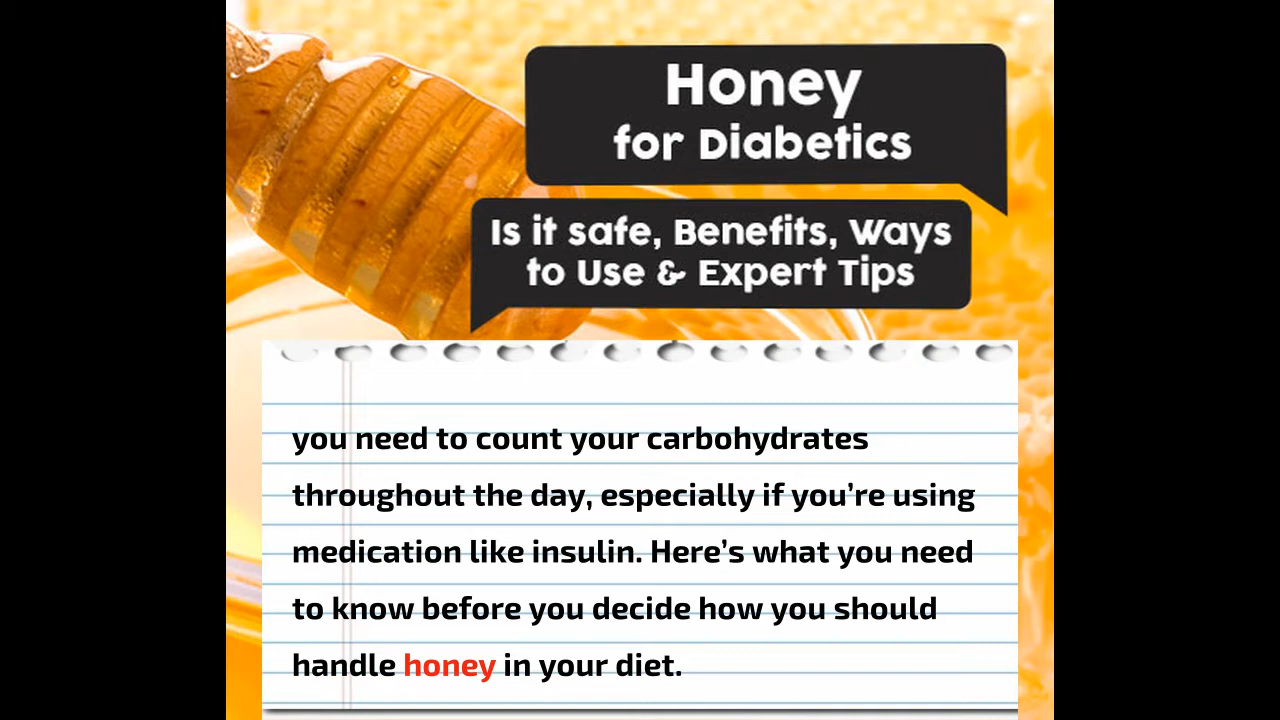 Honey
for Diabetics
Is it safe, Benefits, Ways
to Use & Expert Tips
you need to count your carbohydrates
throughout the day, especially if you’re using
medication like insulin. Here’s what you need
to know before you decide how you should
handle honey in your diet.